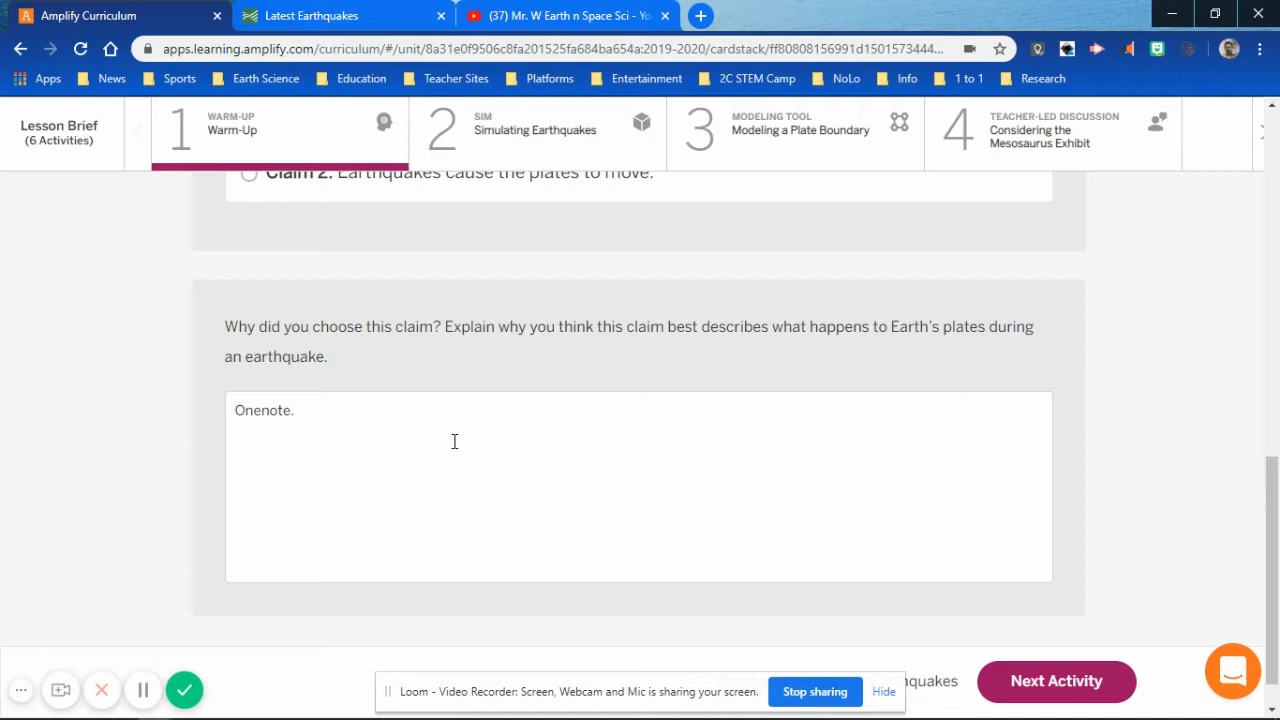 Amplify Curriculum
Latest Earthquakes
(37) Mr. W Earth n Space Sci - Yo
apps.learning.amplify.com/curriculum/#/unit/8a31e0f9506c8fa201525fa684ba654a:2019-2020/cardstack/ff80808156991d1501573444...
Apps News Sports Earth Science Education Teacher Sites Platforms Entertainment 2C STEM Camp NoLo Info 1 to 1 Research
Lesson Brief
(6 Activities)
1 WARM-UP
Warm-Up
2 SIM
Simulating Earthquakes
3 MODELING TOOL
Modeling a Plate Boundary
4 TEACHER-LED DISCUSSION
Considering the
Mesosaurus Exhibit
Claim 2: Earthquakes cause the plates to move.
Why did you choose this claim? Explain why you think this claim best describes what happens to Earth's plates during
an earthquake.
Onenote.
quakes
Next Activity
Loom - Video Recorder: Screen, Webcam and Mic is sharing your screen.
Stop sharing
Hide